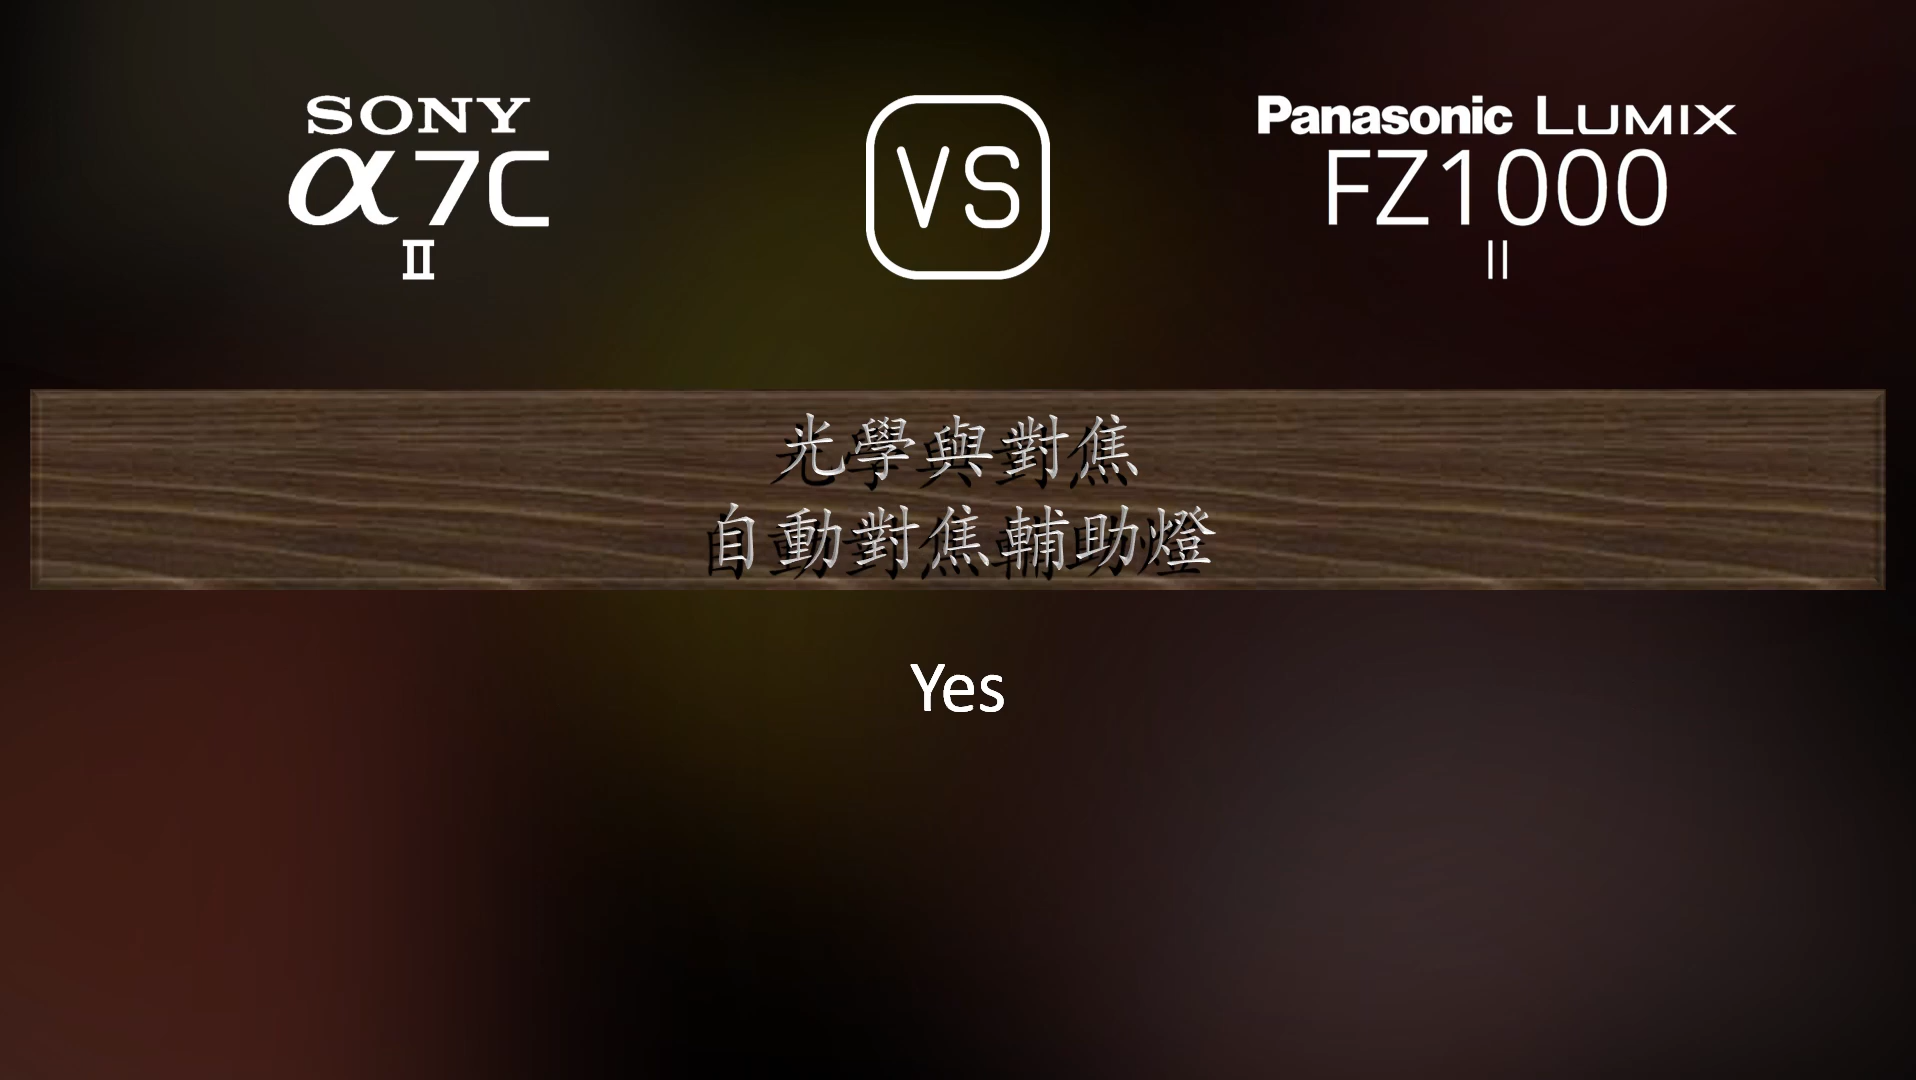 SONY
α7C
II
VS
Panasonic LUMIX
FZ1000
II
光學與對焦
自動對焦輔助燈
Yes